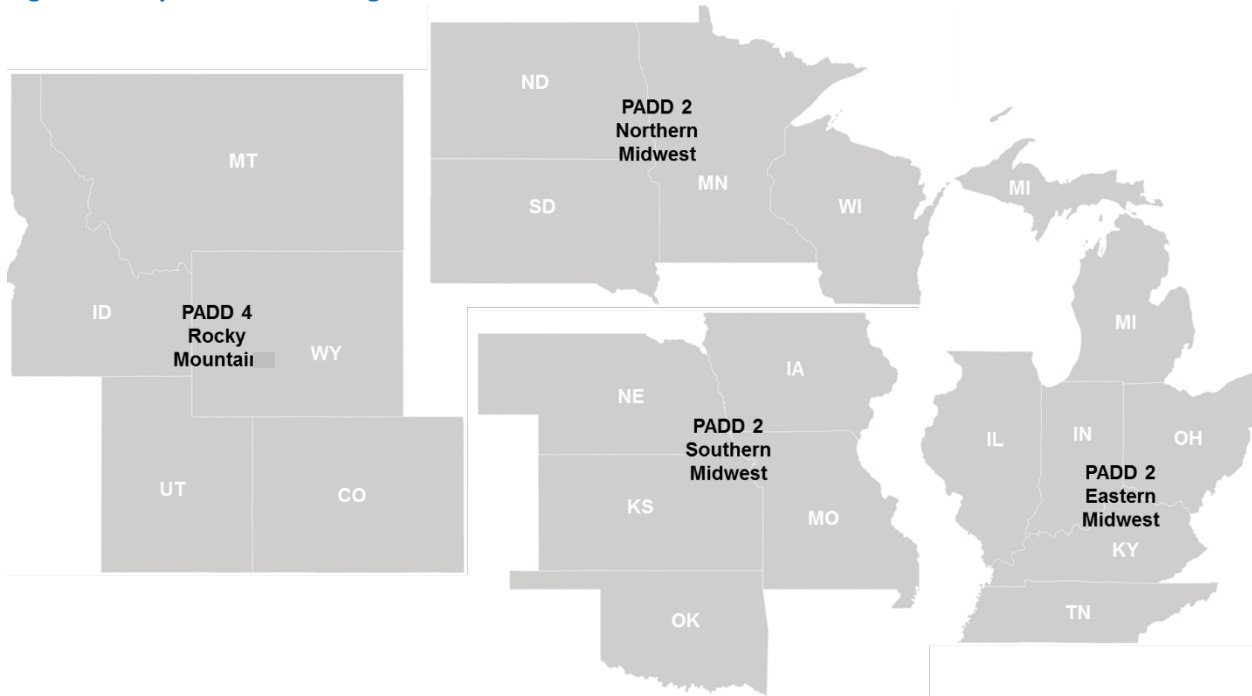 ND
PADD 2
Northern
Midwest
MN
SD
WI
MI
MT
ID
PADD 4
Rocky
WY
UT
CO
IA
NE
PADD 2
Southern
Midwest
KS
MO
OK
MI
IL
IN
OH
PADD 2
Eastern
Midwest
KY
TN